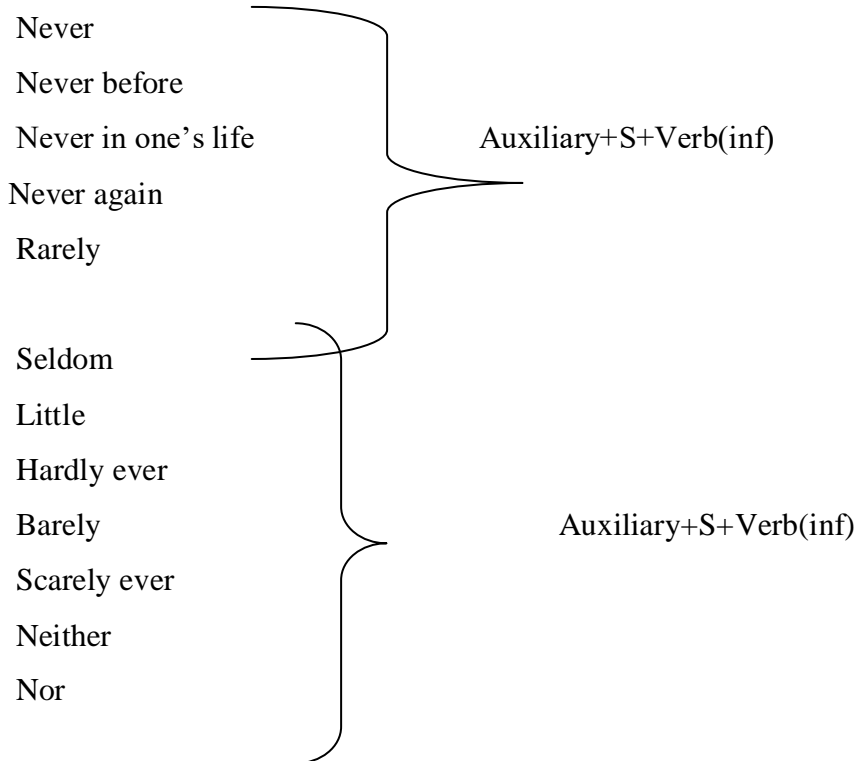 Never
Never before
Never in one’s life Auxiliary+S+Verb(inf)
Never again
Rarely
Seldom
Little
Hardly ever
Barely Auxiliary+S+Verb(inf)
Scarely ever
Neither
Nor